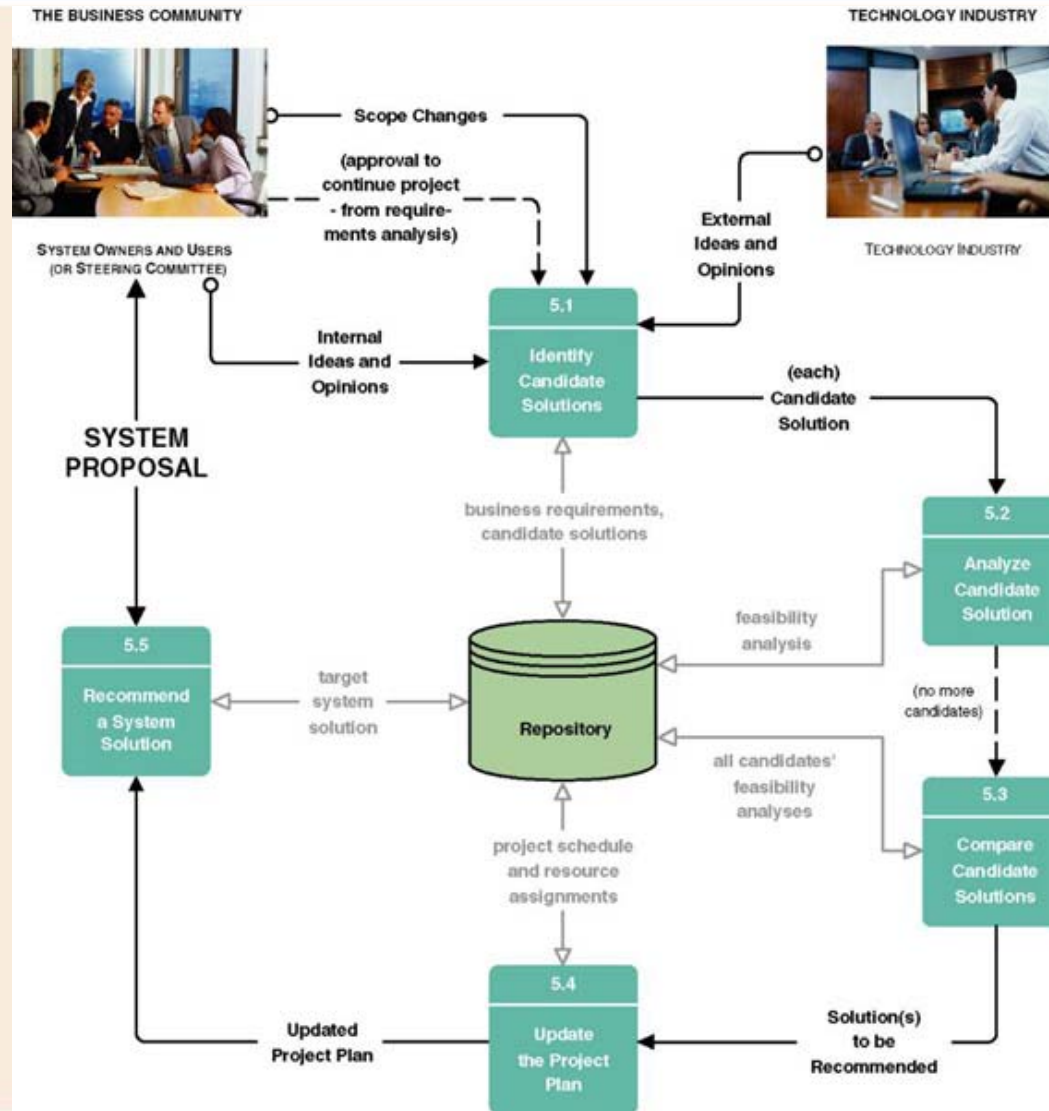 THE BUSINESS COMMUNITY
TECHNOLOGY INDUSTRY
Scope Changes
(approval to
continue project
- from require-
ments analysis)
External
Ideas and
Opinions
SYSTEM OWNERS AND USERS
(OR STEERING COMMITTEE)
TECHNOLOGY INDUSTRY
5.1
Identify
Candidate
Solutions
Internal
Ideas and
Opinions
(each)
Candidate
Solution
SYSTEM
PROPOSAL
business requirements,
candidate solutions
5.2
Analyze
Candidate
Solution
feasibility
analysis
5.5
Recommend
a System
Solution
target
system
solution
Repository
(no more
candidates)
all candidates'
feasibility
analyses
5.3
Compare
Candidate
Solutions
project schedule
and resource
assignments
5.4
Update
the Project
Plan
Updated
Project Plan
Solution(s)
to be
Recommended